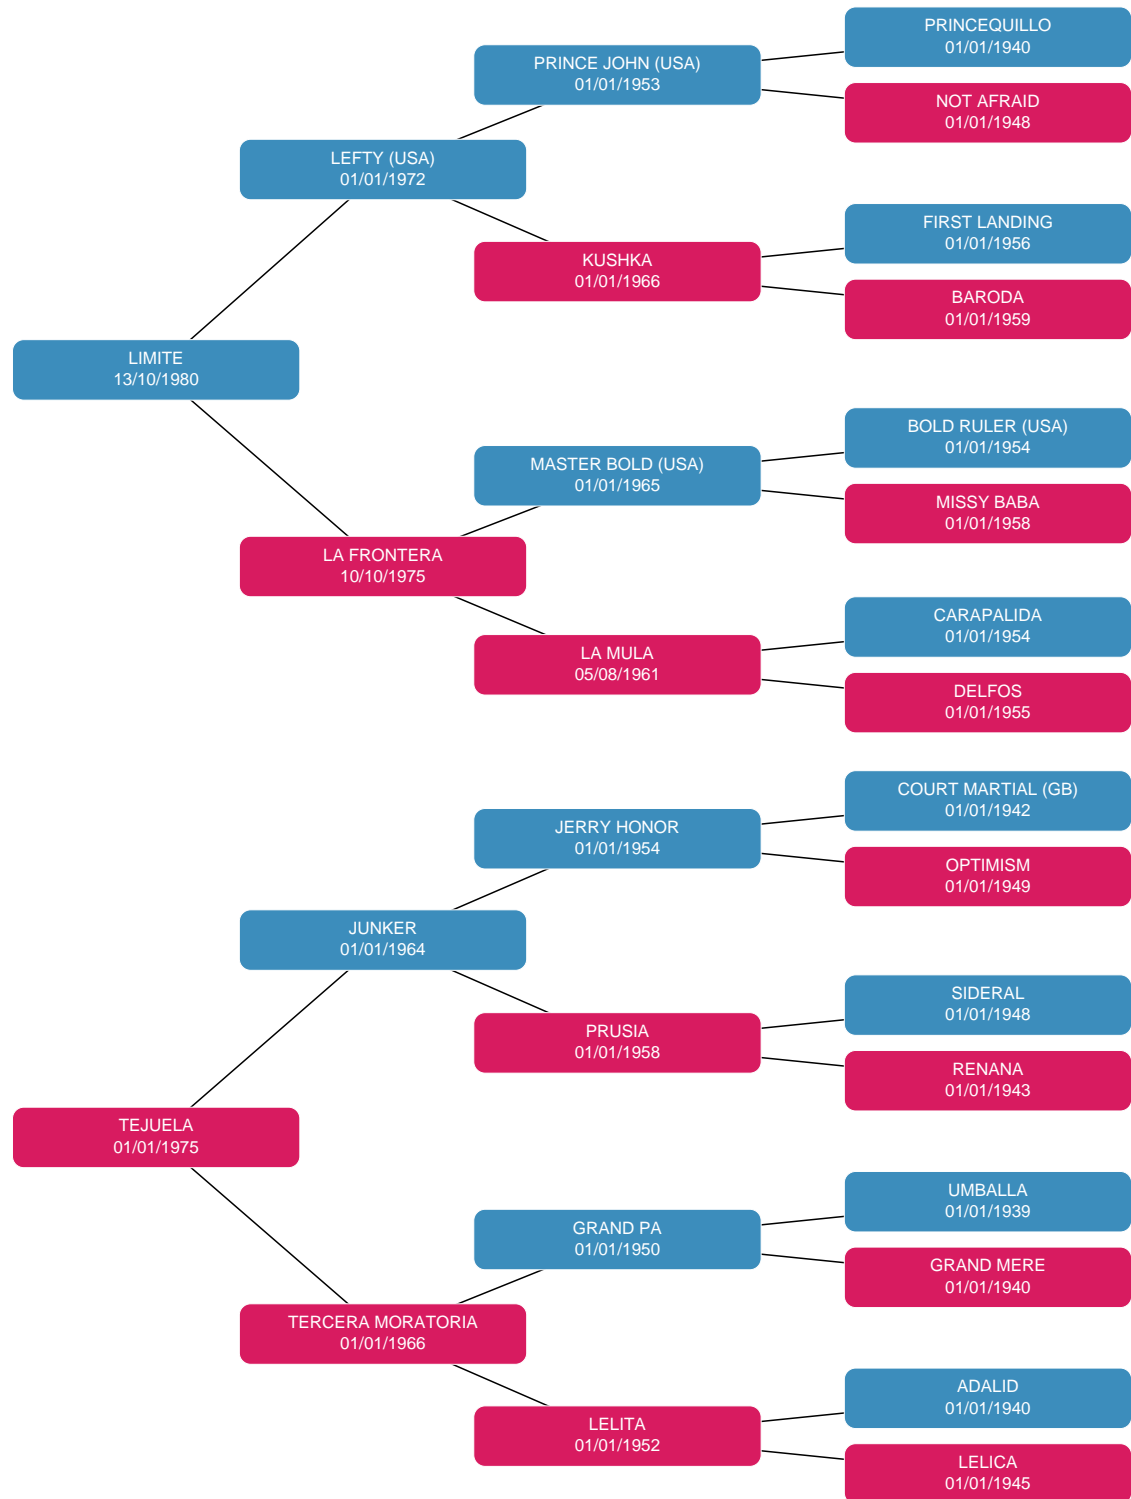 PRINCEQUILLO
01/01/1940
PRINCE JOHN (USA)
01/01/1953
NOT AFRAID
01/01/1948
LEFTY (USA)
01/01/1972
FIRST LANDING
01/01/1956
KUSHKA
01/01/1966
BARODA
01/01/1959
LIMITE
13/10/1980
BOLD RULER (USA)
01/01/1954
MASTER BOLD (USA)
01/01/1965
MISSY BABA
01/01/1958
LA FRONTERA
10/10/1975
CARAPALIDA
01/01/1954
LA MULA
05/08/1961
DELFOS
01/01/1955
COURT MARTIAL (GB)
01/01/1942
JERRY HONOR
01/01/1954
OPTIMISM
01/01/1949
JUNKER
01/01/1964
SIDERAL
01/01/1948
PRUSIA
01/01/1958
RENANA
01/01/1943
TEJUELA
01/01/1975
UMBALLA
01/01/1939
GRAND PA
01/01/1950
GRAND MERE
01/01/1940
TERCERA MORATORIA
01/01/1966
ADALID
01/01/1940
LELITA
01/01/1952
LELICA
01/01/1945